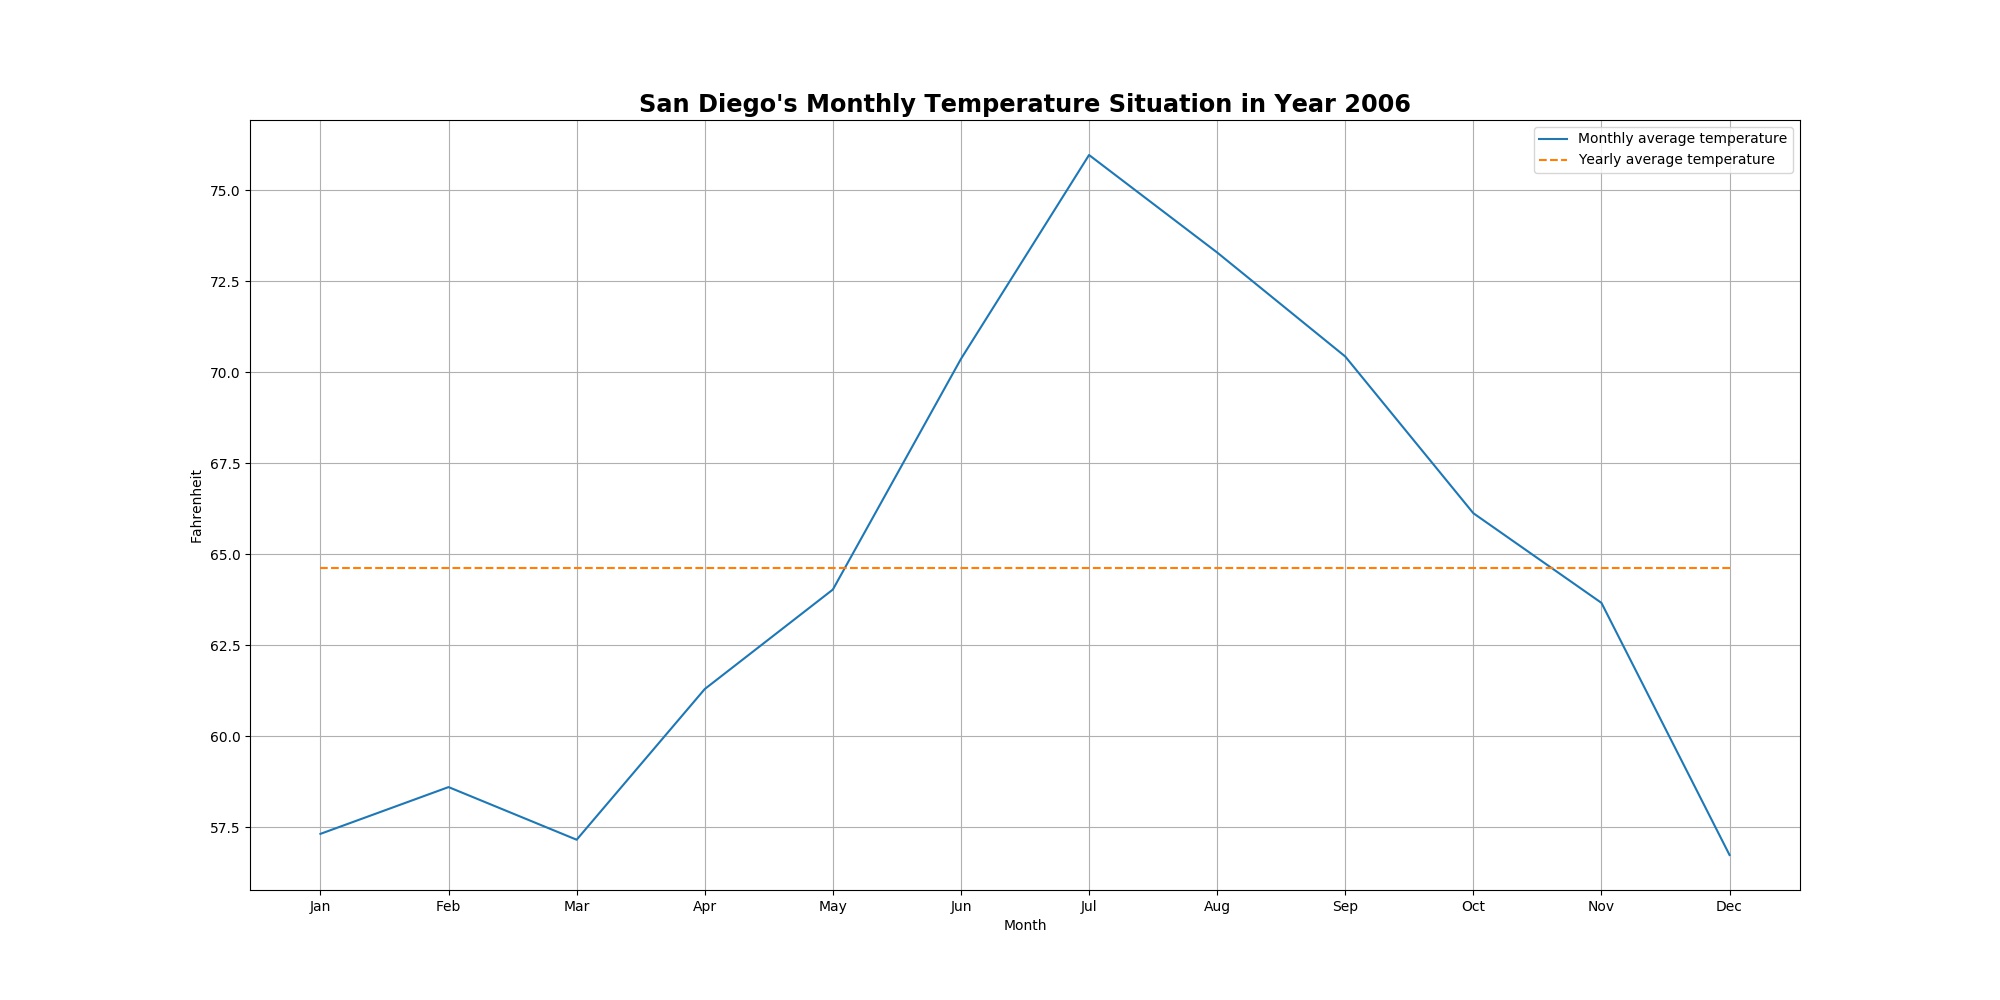 San Diego's Monthly Temperature Situation in Year 2006
Monthly average temperature
Yearly average temperature
75.0
72.5
70.0
67.5
65.0
62.5
60.0
57.5
Fahrenheit
Jan Feb Mar Apr May Jun Jul Aug Sep Oct Nov Dec
Month